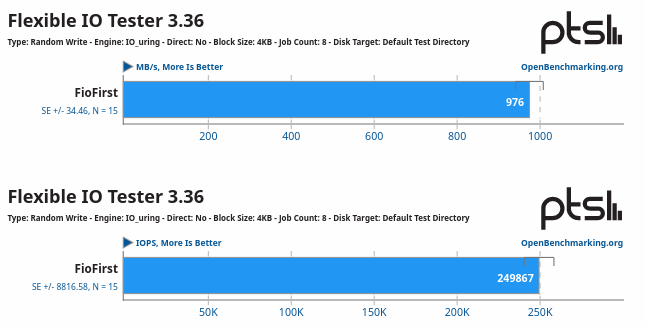 Flexible IO Tester 3.36
ptsl
Type: Random Write - Engine: IO_uring - Direct: No - Block Size: 4KB - Job Count: 8 - Disk Target: Default Test Directory
MB/s, More Is Better
OpenBenchmarking.org
FioFirst
976
SE +/- 34.46, N = 15
200 400 600 800 1000
Flexible IO Tester 3.36
ptsl
Type: Random Write - Engine: IO_uring - Direct: No - Block Size: 4KB - Job Count: 8 - Disk Target: Default Test Directory
IOPS, More Is Better
OpenBenchmarking.org
FioFirst
249867
SE +/- 8816.58, N = 15
50K 100K 150K 200K 250K